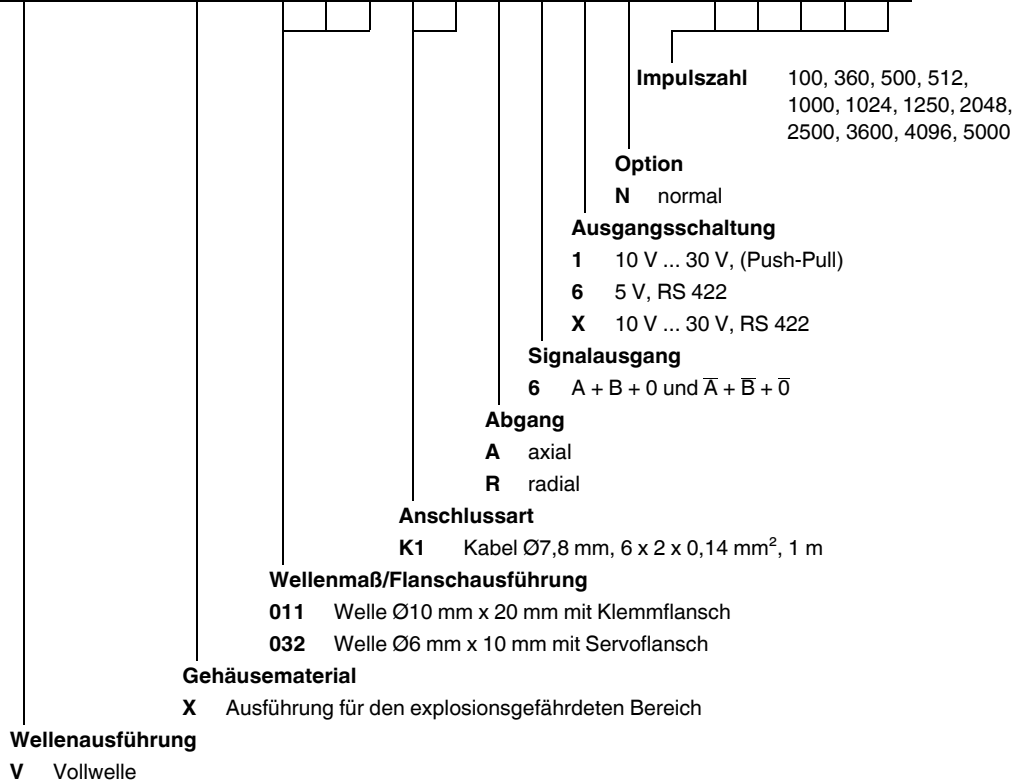 Impulszahl 100, 360, 500, 512,
1000, 1024, 1250, 2048,
2500, 3600, 4096, 5000
Option
N normal
Ausgangsschaltung
1 10 V ... 30 V, (Push-Pull)
6 5 V, RS 422
X 10 V ... 30 V, RS 422
Signalausgang
6 A + B + 0 und A̅ + B̅ + 0̅
Abgang
A axial
R radial
Anschlussart
K1 Kabel Ø7,8 mm, 6 x 2 x 0,14 mm², 1 m
Wellenmaß/Flanschausführung
011 Welle Ø10 mm x 20 mm mit Klemmflansch
032 Welle Ø6 mm x 10 mm mit Servoflansch
Gehäusematerial
X Ausführung für den explosionsgefährdeten Bereich
Wellenausführung
V Vollwelle